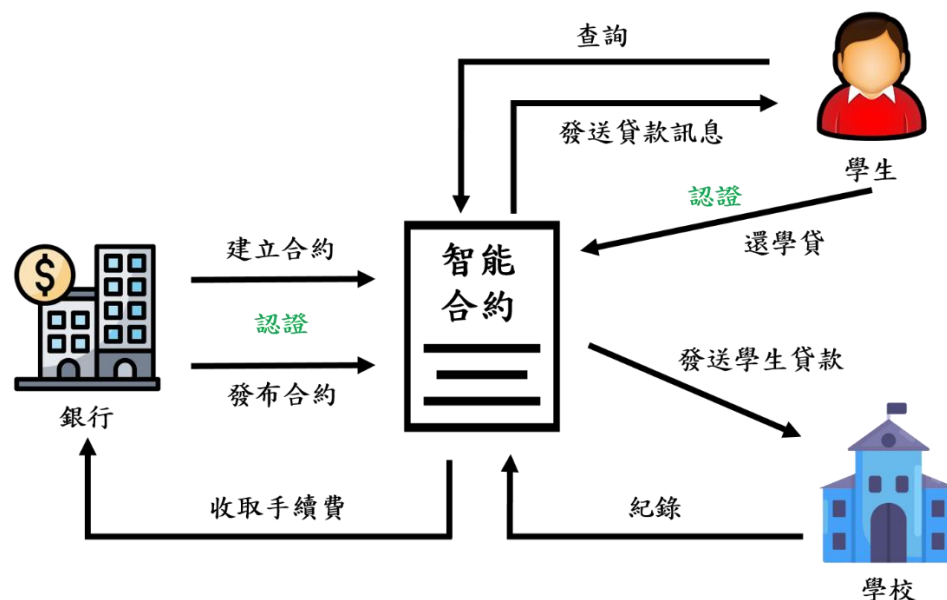 查詢
發送貸款訊息
學生
認證
還學貸
建立合約
認證
發布合約
銀行
智能
合約
發送學生貸款
收取手續費
紀錄
學校
$